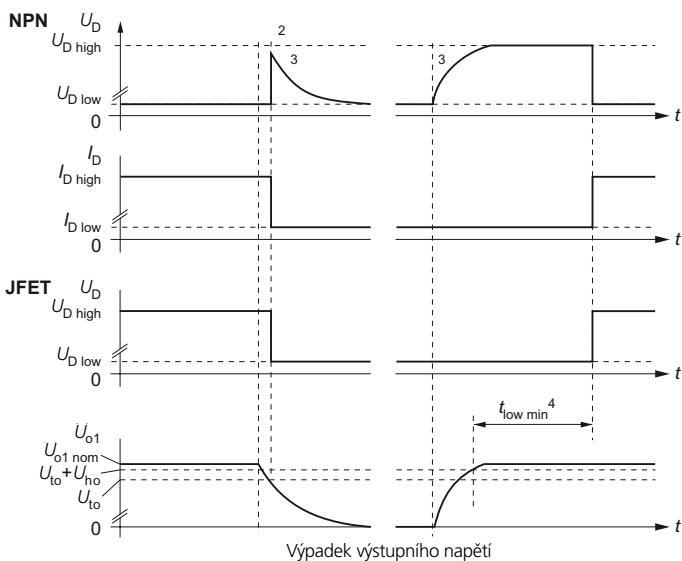 NPN U_D
U_D high
2
3
3
U_D low
0
t
I_D
I_D high
I_D low
0
t
JFET U_D
U_D high
U_D low
0
t
t_low min 4
U_o1
U_o1 nom
U_to + U_ho
U_to
0
t
Výpadek výstupního napětí